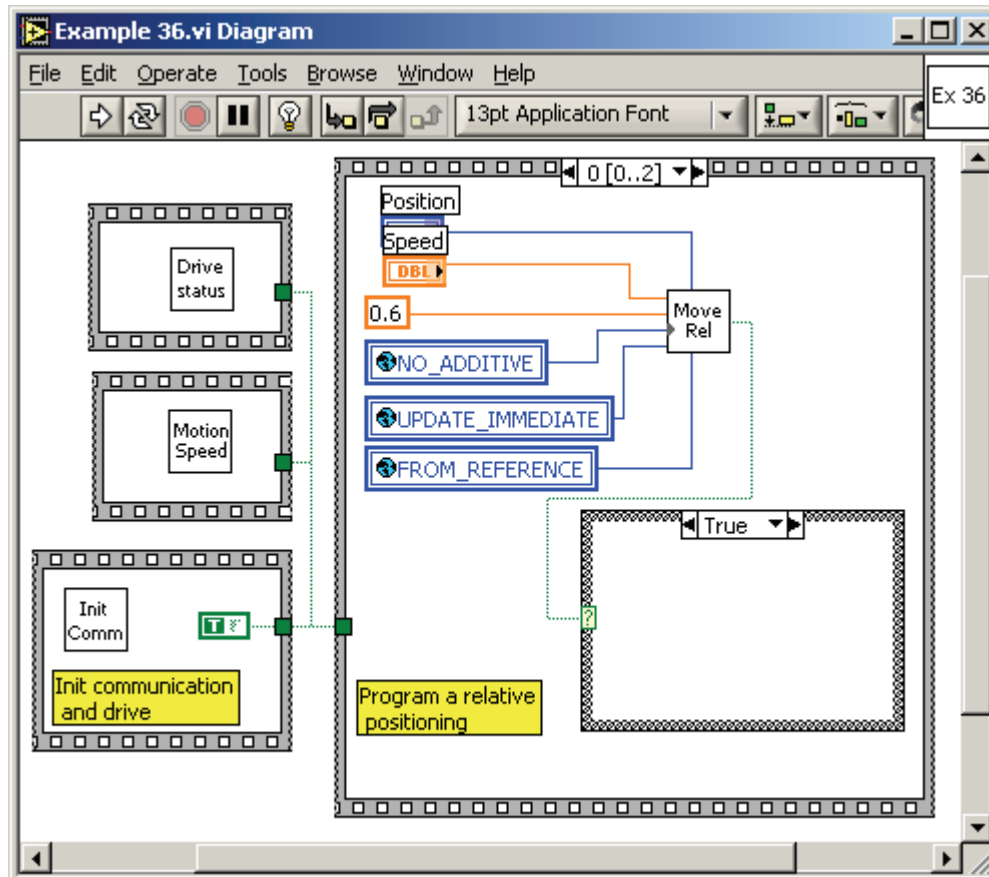 Example 36.vi Diagram
File Edit Operate Tools Browse Window Help
13pt Application Font
Ex 36
0 [0..2]
Position
Speed
DBL
0.6
NO_ADDITIVE
UPDATE_IMMEDIATE
FROM_REFERENCE
Move
Rel
Drive
status
Motion
Speed
Init
Comm
T
Init communication
and drive
True
?
Program a relative
positioning